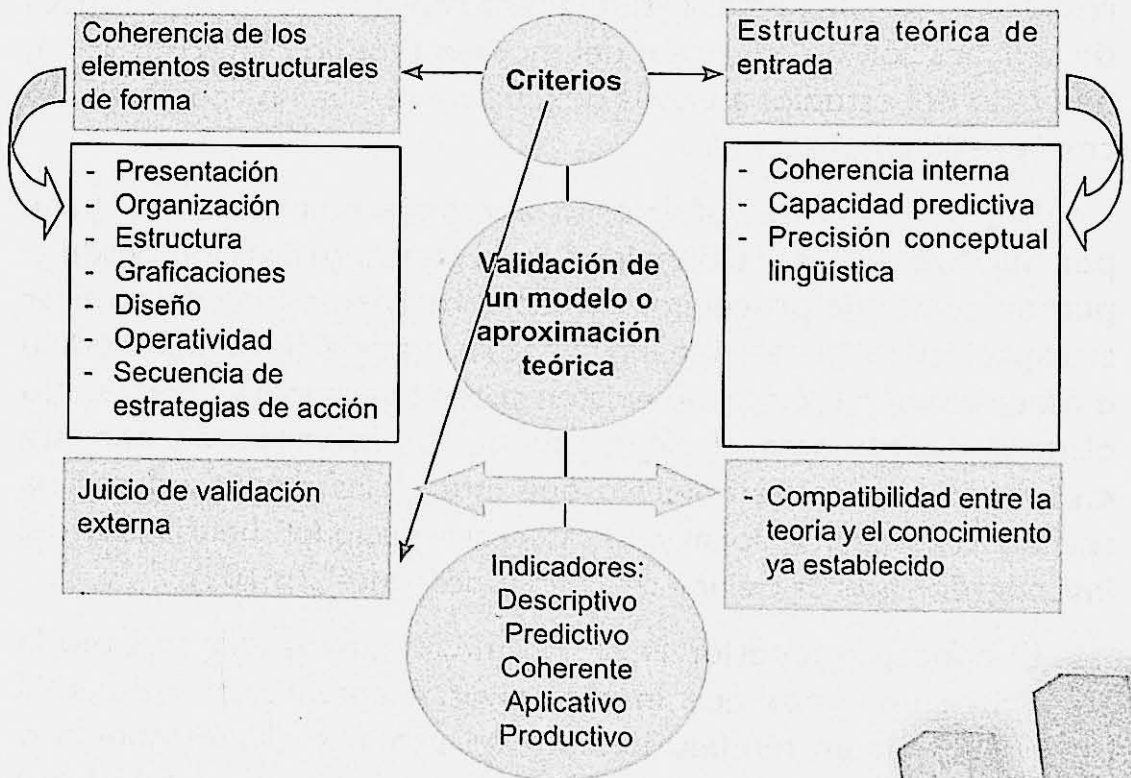 Coherencia de los
elementos estructurales
de forma
Criterios
Estructura teórica de
entrada
- Presentación
- Organización
- Estructura
- Graficaciones
- Diseño
- Operatividad
- Secuencia de
estrategias de acción
Validación de
un modelo o
aproximación
teórica
- Coherencia interna
- Capacidad predictiva
- Precisión conceptual
lingüística
Juicio de validación
externa
- Compatibilidad entre la
teoría y el conocimiento
ya establecido
Indicadores:
Descriptivo
Predictivo
Coherente
Aplicativo
Productivo